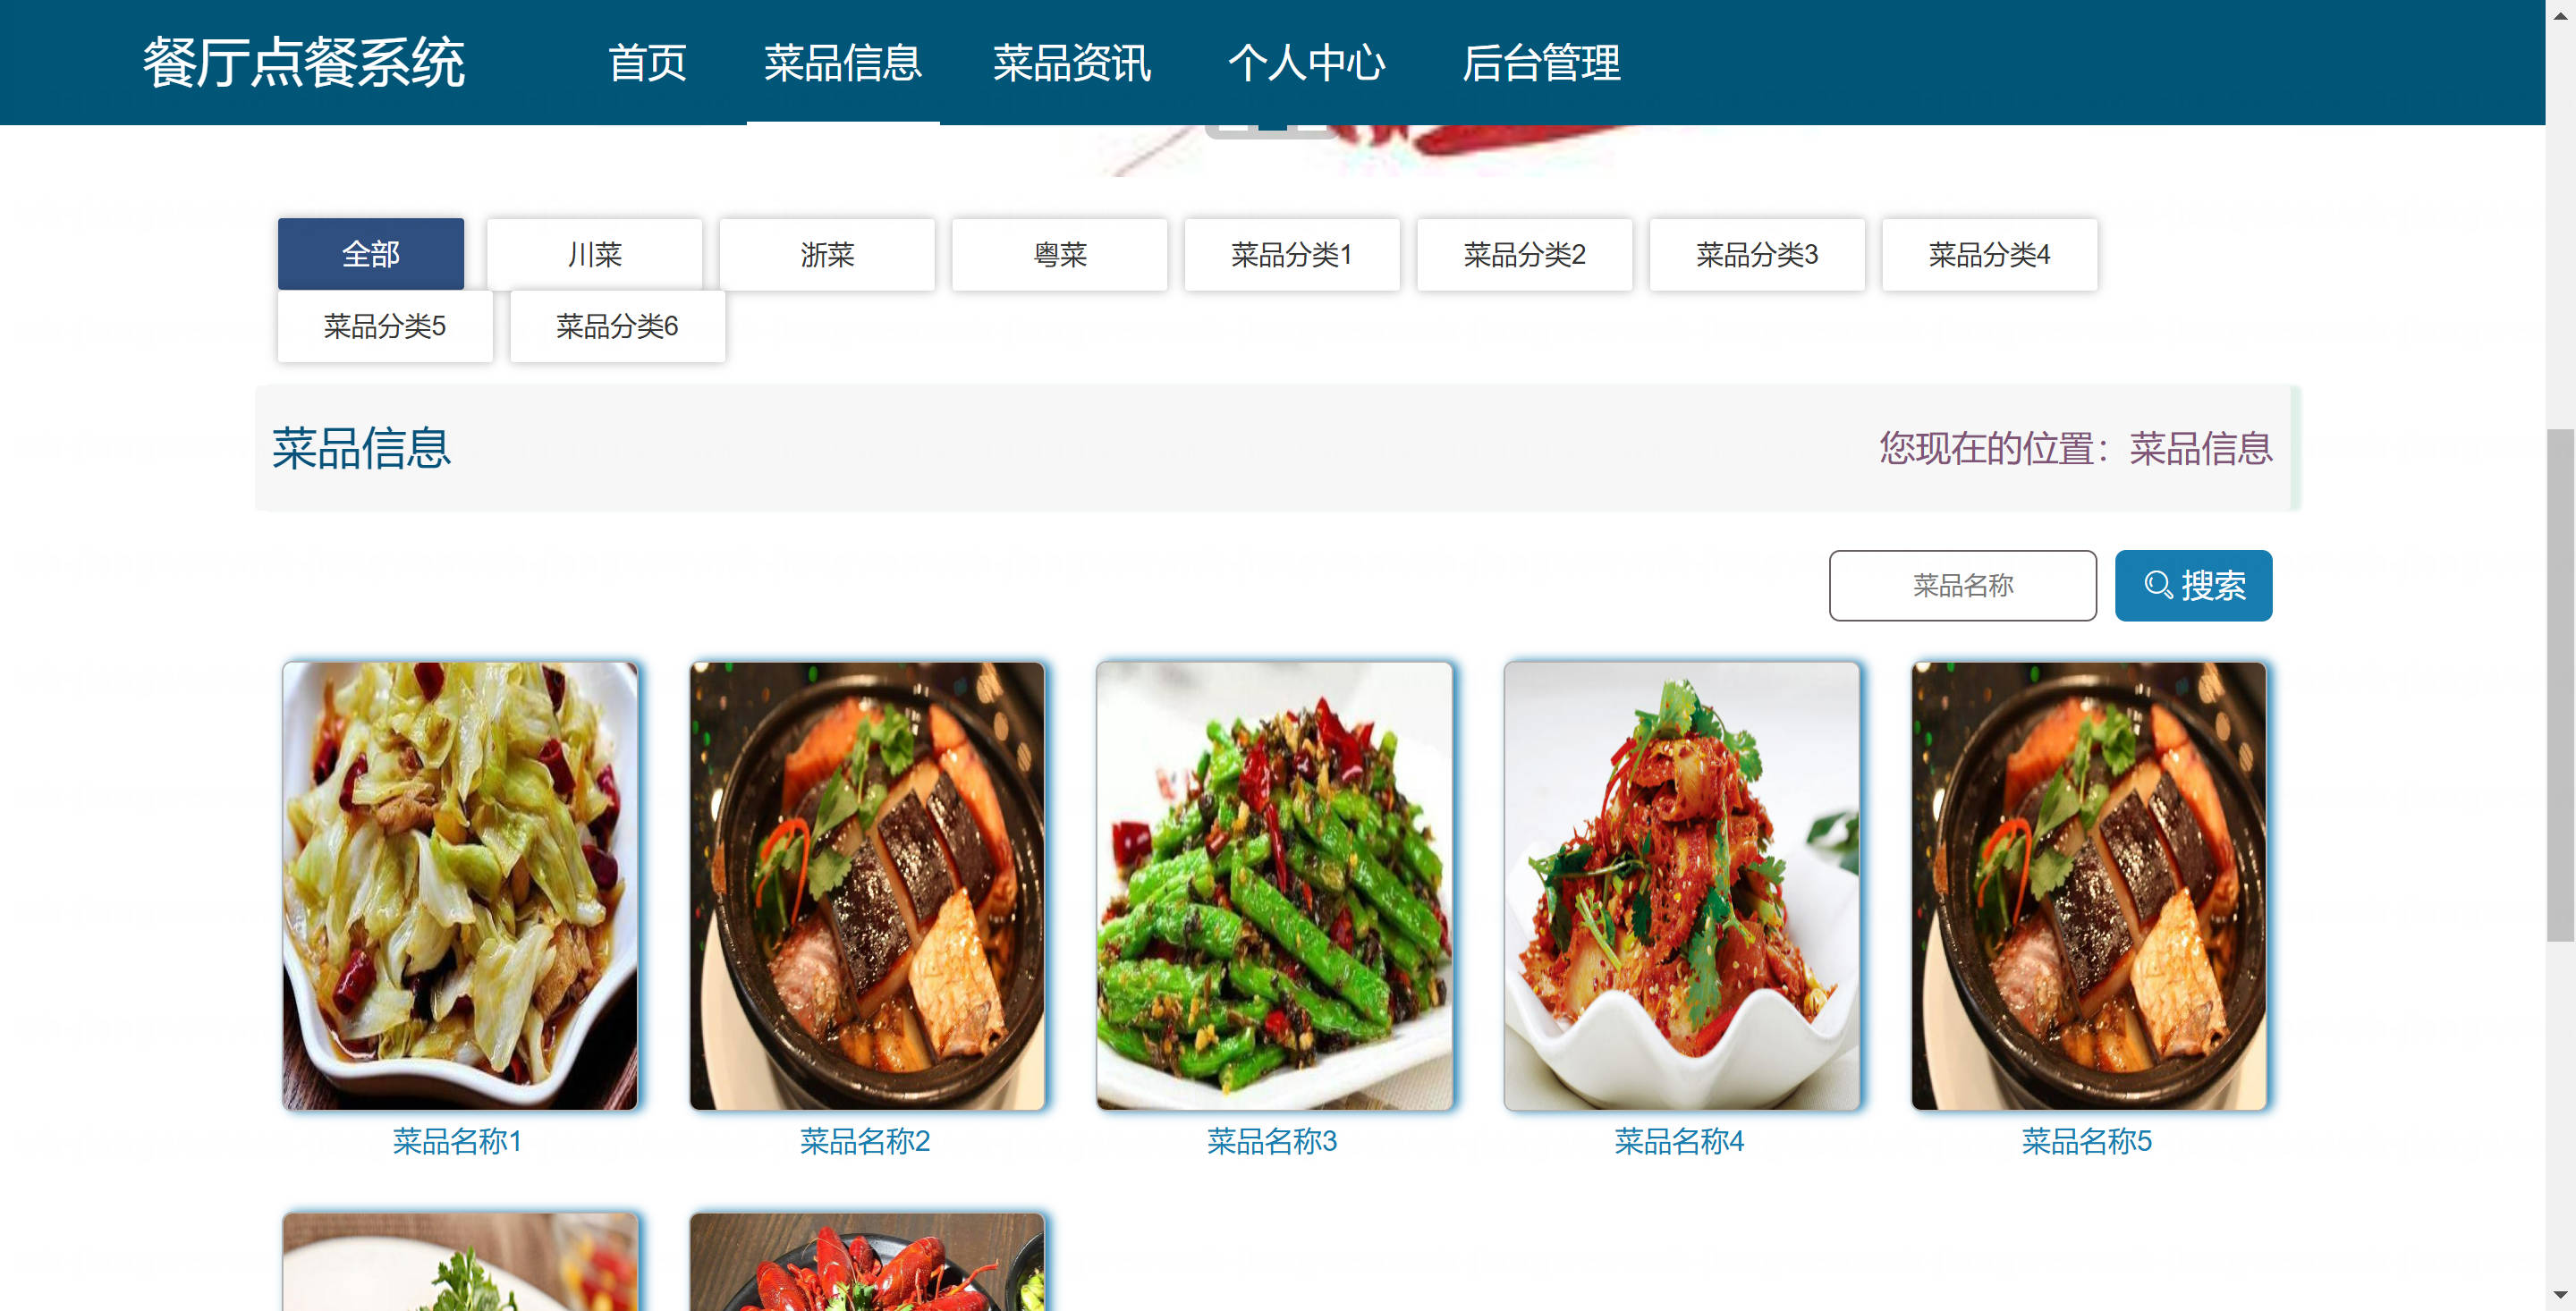 餐厅点餐系统 首页 菜品信息 菜品资讯 个人中心 后台管理
全部 川菜 浙菜 粤菜 菜品分类1 菜品分类2 菜品分类3 菜品分类4
菜品分类5 菜品分类6
菜品信息 您现在的位置：菜品信息
菜品名称 搜索
菜品名称1 菜品名称2 菜品名称3 菜品名称4 菜品名称5